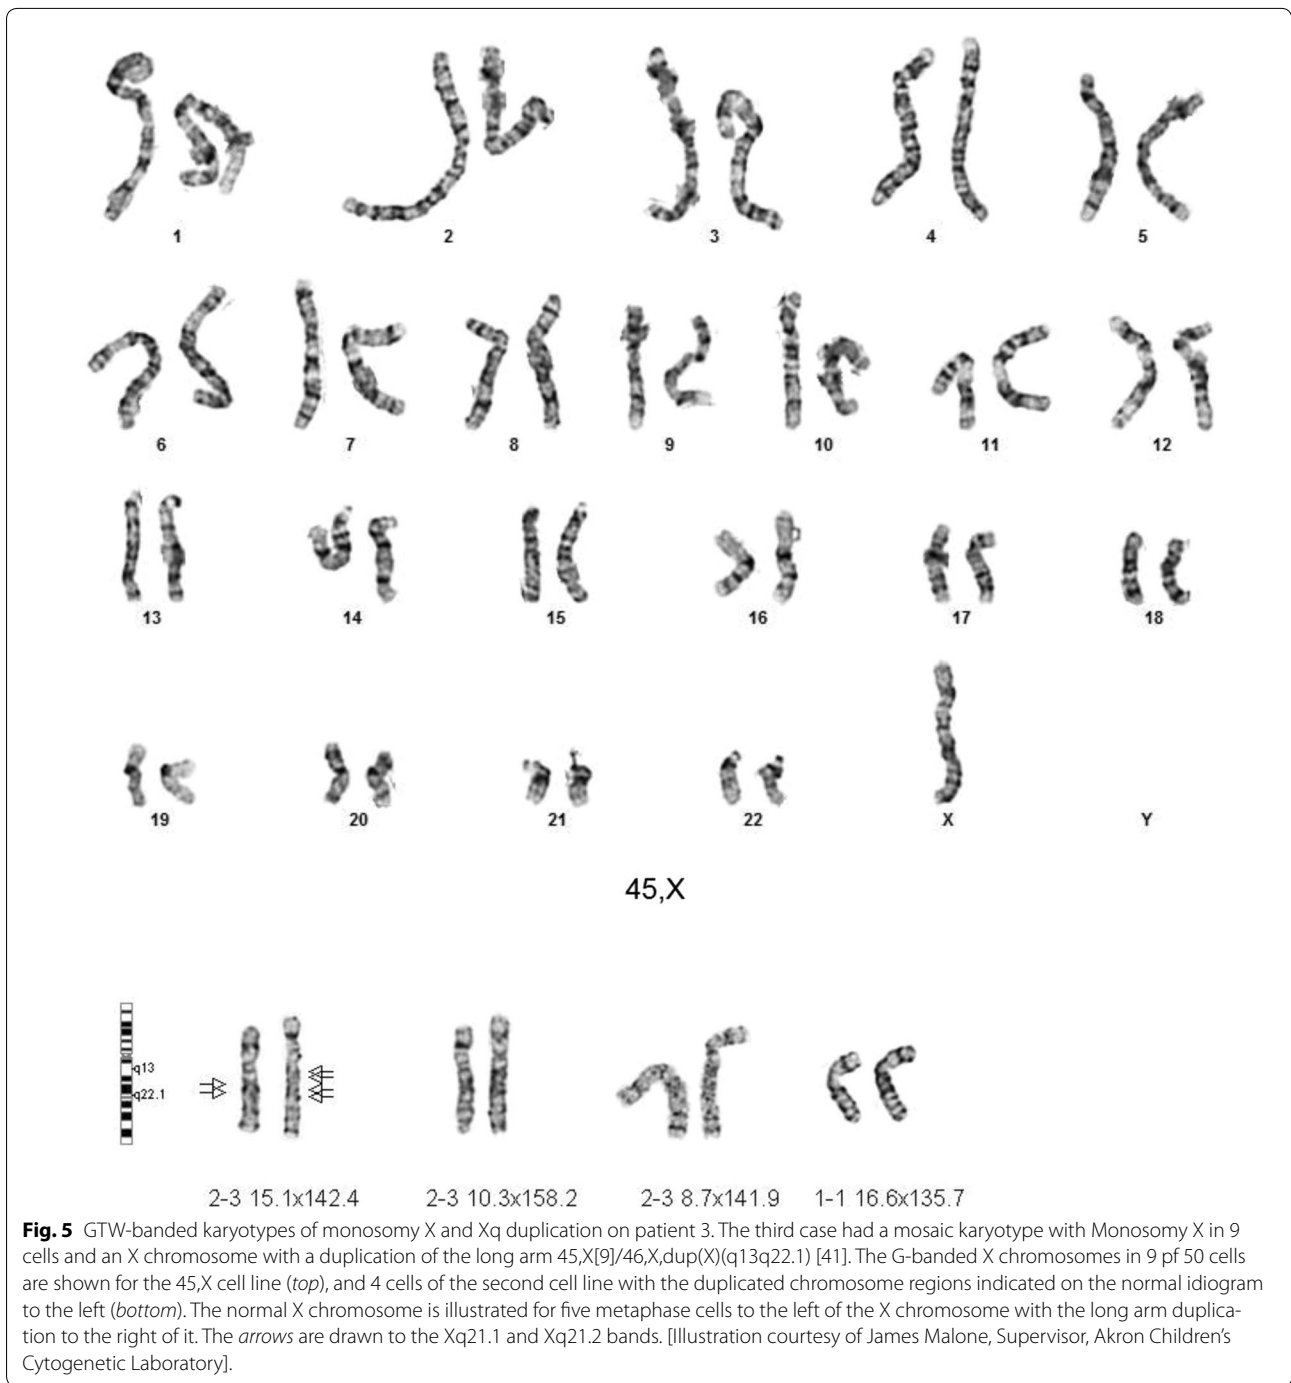 1 2 3 4 5
6 7 8 9 10 11 12
13 14 15 16 17 18
19 20 21 22 X Y
45,X
q13
q22.1
2-3 15.1x142.4 2-3 10.3x158.2 2-3 8.7x141.9 1-1 16.6x135.7
Fig. 5 GTW-banded karyotypes of monosomy X and Xq duplication on patient 3. The third case had a mosaic karyotype with Monosomy X in 9
cells and an X chromosome with a duplication of the long arm 45,X[9]/46,X,dup(X)(q13q22.1) [41]. The G-banded X chromosomes in 9 pf 50 cells
are shown for the 45,X cell line (top), and 4 cells of the second cell line with the duplicated chromosome regions indicated on the normal idiogram
to the left (bottom). The normal X chromosome is illustrated for five metaphase cells to the left of the X chromosome with the long arm duplica-
tion to the right of it. The arrows are drawn to the Xq21.1 and Xq21.2 bands. [Illustration courtesy of James Malone, Supervisor, Akron Children's
Cytogenetic Laboratory].